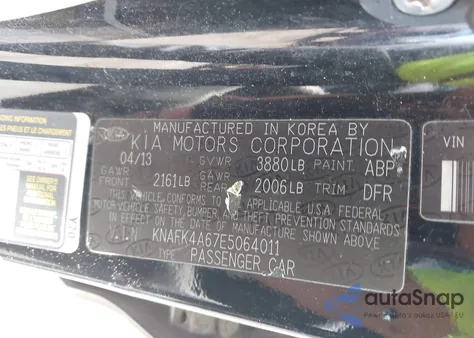 MANUFACTURED IN KOREA BY
KIA MOTORS CORPORATION
04/13 GVWR 3880LB PAINT ABP
GAWR FRONT 2161LB GAWR REAR 2006LB TRIM DFR
THIS VEHICLE CONFORMS TO ALL APPLICABLE U.S.A. FEDERAL
MOTOR VEHICLE SAFETY, BUMPER, AND THEFT PREVENTION STANDARDS
IN EFFECT ON THE DATE OF MANUFACTURE SHOWN ABOVE.
V.I.N KNAFK4A67E5064011
TYPE PASSENGER CAR
VIN
autoSnap